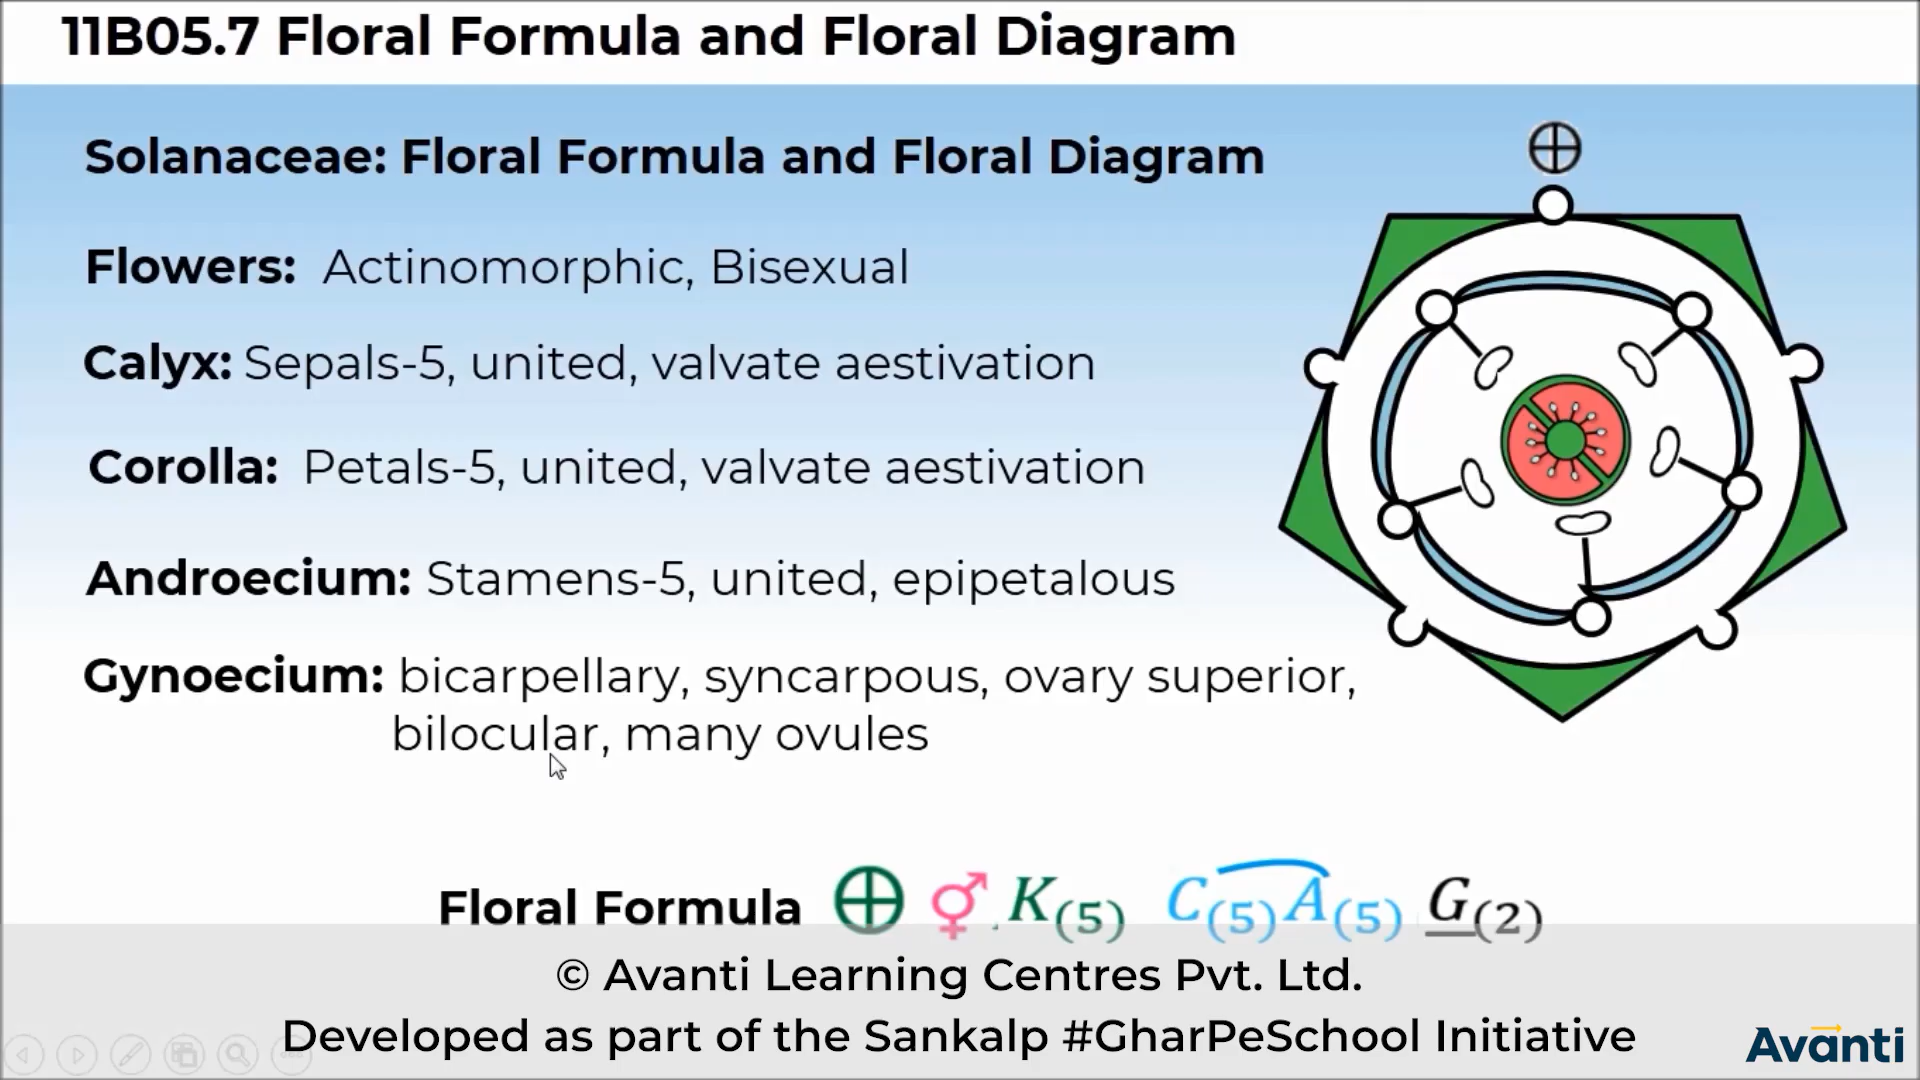 11B05.7 Floral Formula and Floral Diagram
Solanaceae: Floral Formula and Floral Diagram
Flowers: Actinomorphic, Bisexual
Calyx: Sepals-5, united, valvate aestivation
Corolla: Petals-5, united, valvate aestivation
Androecium: Stamens-5, united, epipetalous
Gynoecium: bicarpellary, syncarpous, ovary superior,
bilocular, many ovules
Floral Formula ⊕ ⚥ K(5) C(5) A(5) G(2)
© Avanti Learning Centres Pvt. Ltd.
Developed as part of the Sankalp #GharPeSchool Initiative
Avanti